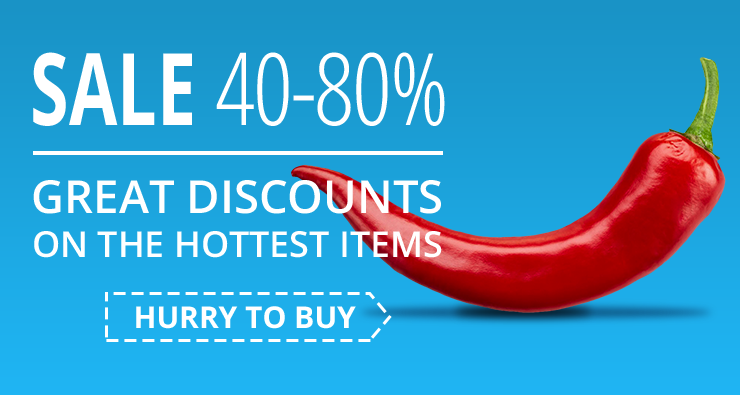 SALE 40-80%
GREAT DISCOUNTS
ON THE HOTTEST ITEMS
HURRY TO BUY